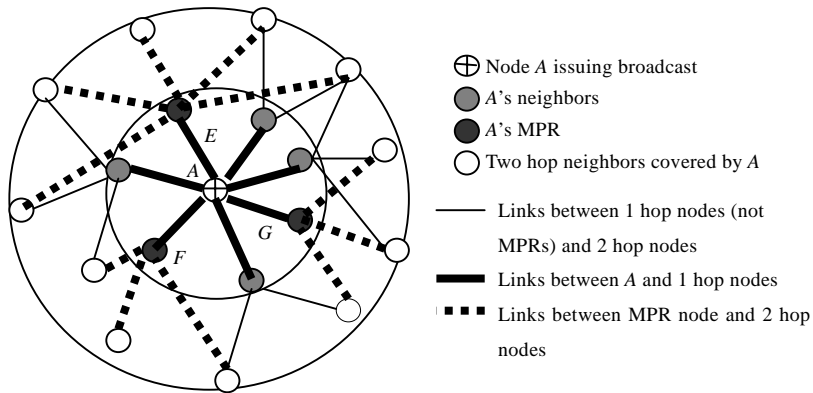 E
A
G
F
Node A issuing broadcast
A's neighbors
A's MPR
Two hop neighbors covered by A
Links between 1 hop nodes (not
MPRs) and 2 hop nodes
Links between A and 1 hop nodes
Links between MPR node and 2 hop
nodes